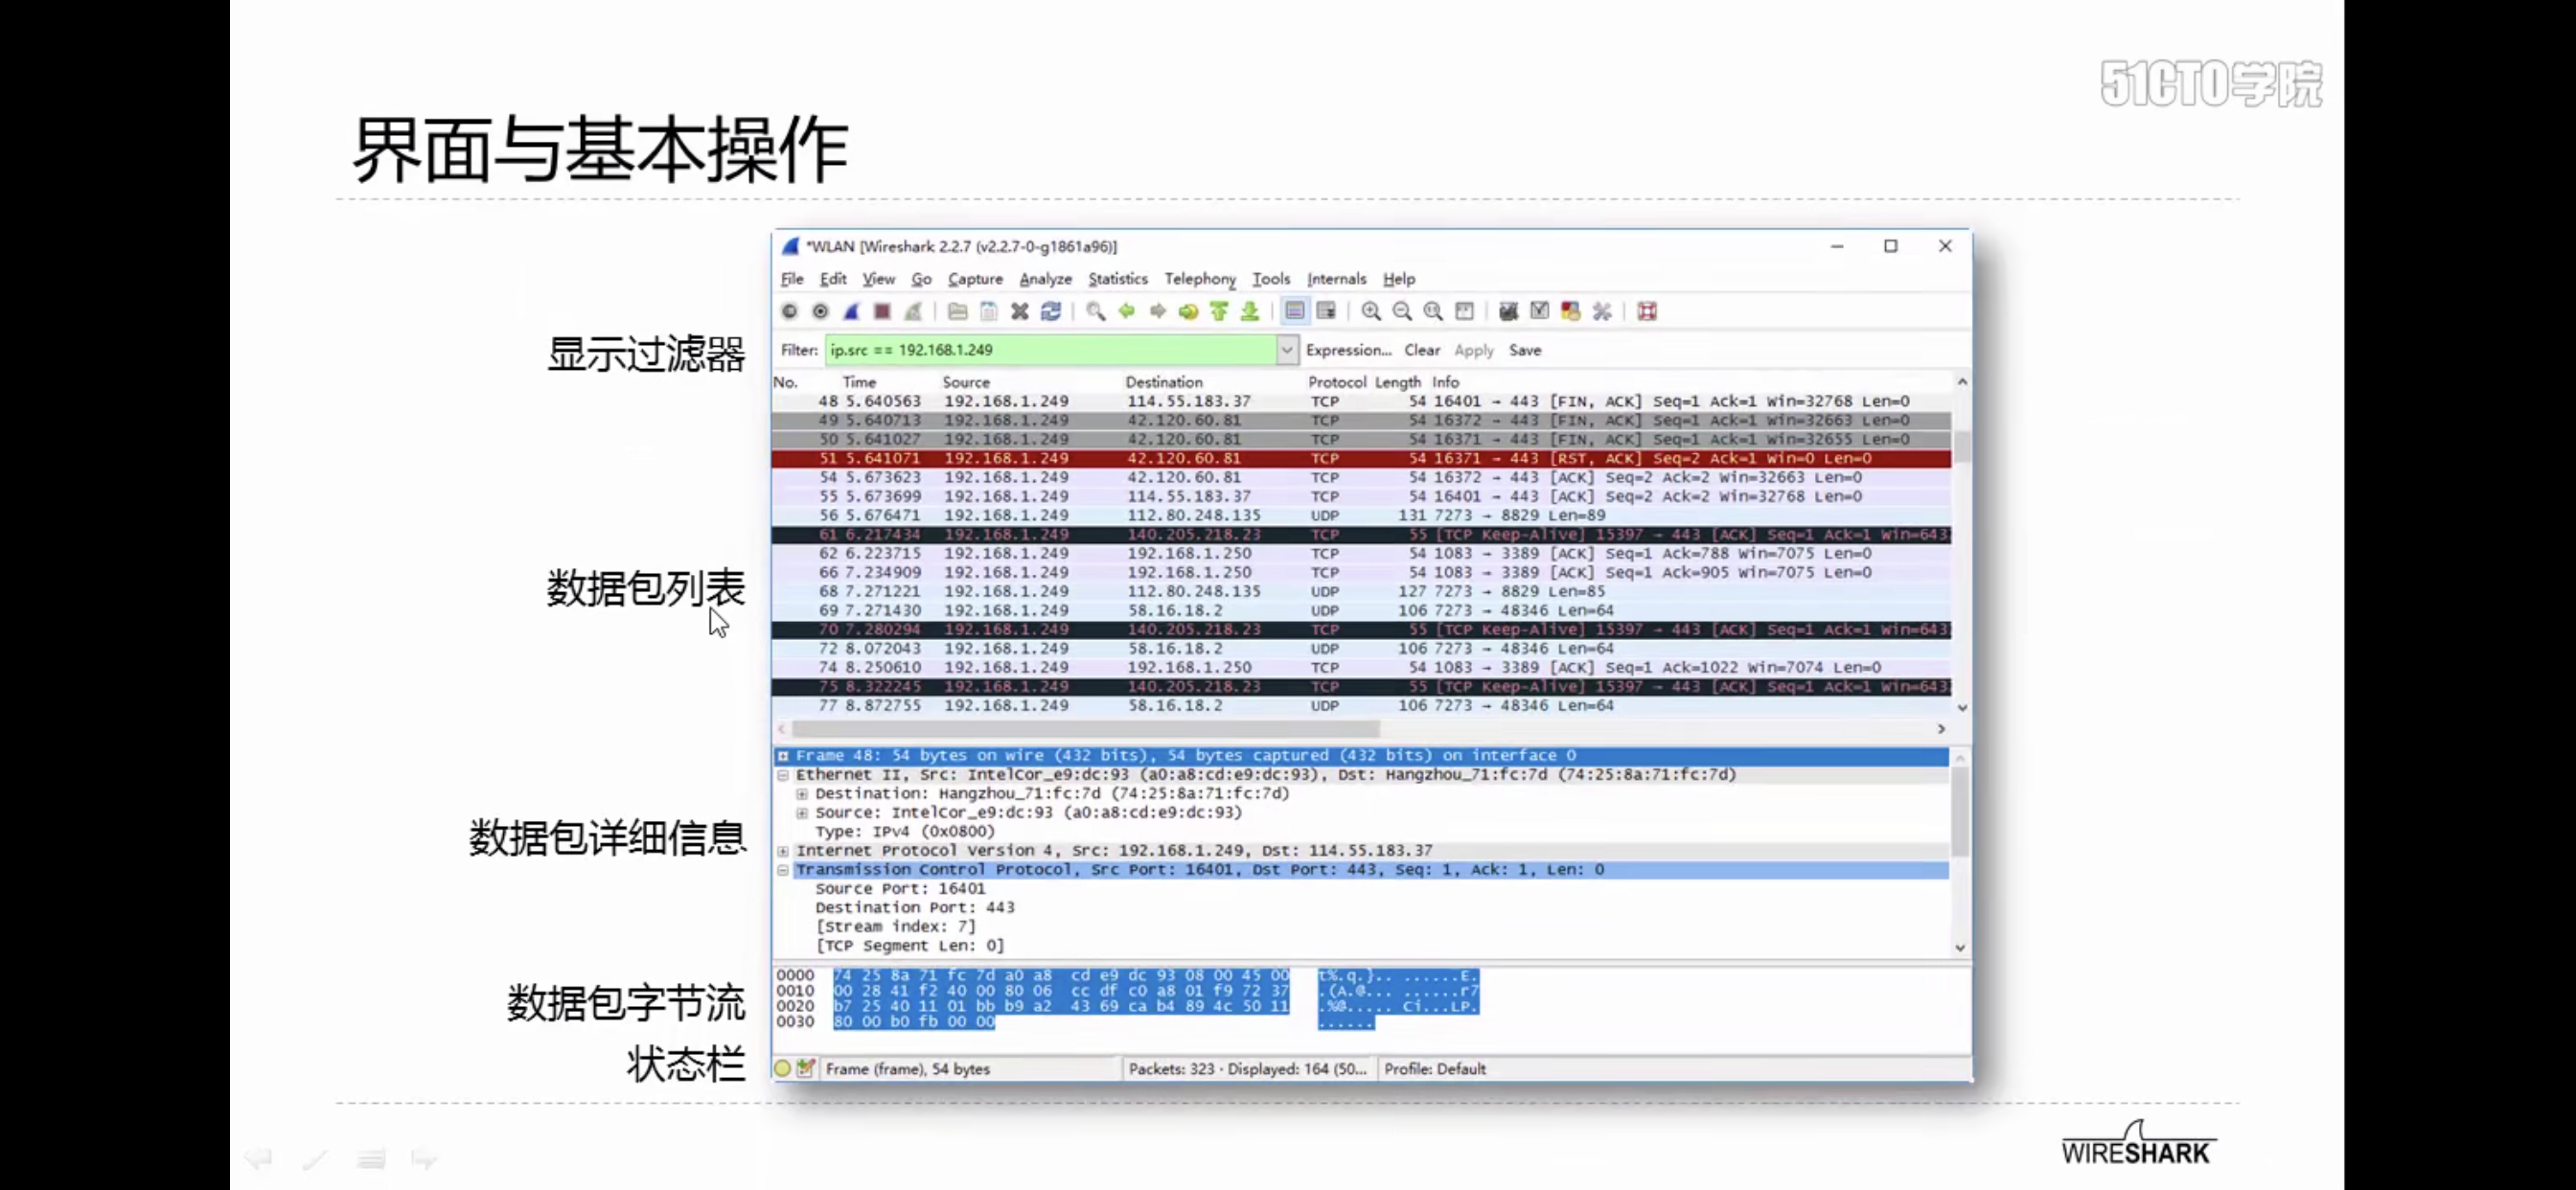 51CTO学院
界面与基本操作
*WLAN [Wireshark 2.2.7 (v2.2.7-0-g1861a96)]
File Edit View Go Capture Analyze Statistics Telephony Tools Internals Help
显示过滤器
Filter: ip.src == 192.168.1.249 Expression... Clear Apply Save
No. Time Source Destination Protocol Length Info
48 5.640563 192.168.1.249 114.55.183.37 TCP 54 16401 → 443 [FIN, ACK] Seq=1 Ack=1 Win=32768 Len=0
49 5.640713 192.168.1.249 42.120.60.81 TCP 54 16372 → 443 [FIN, ACK] Seq=1 Ack=1 Win=32663 Len=0
50 5.641027 192.168.1.249 42.120.60.81 TCP 54 16371 → 443 [FIN, ACK] Seq=1 Ack=1 Win=32655 Len=0
51 5.641071 192.168.1.249 42.120.60.81 TCP 54 16371 → 443 [RST, ACK] Seq=2 Ack=1 Win=0 Len=0
54 5.673623 192.168.1.249 42.120.60.81 TCP 54 16372 → 443 [ACK] Seq=2 Ack=2 Win=32663 Len=0
55 5.673699 192.168.1.249 114.55.183.37 TCP 54 16401 → 443 [ACK] Seq=2 Ack=2 Win=32768 Len=0
56 5.676471 192.168.1.249 112.80.248.135 UDP 131 7273 → 8829 Len=89
61 6.217434 192.168.1.249 140.205.218.23 TCP 55 [TCP Keep-Alive] 15397 → 443 [ACK] Seq=1 Ack=1 Win=643
62 6.223715 192.168.1.249 192.168.1.250 TCP 54 1083 → 3389 [ACK] Seq=1 Ack=788 Win=7075 Len=0
数据包列表
66 7.234909 192.168.1.249 192.168.1.250 TCP 54 1083 → 3389 [ACK] Seq=1 Ack=905 Win=7075 Len=0
68 7.271221 192.168.1.249 112.80.248.135 UDP 127 7273 → 8829 Len=85
69 7.271430 192.168.1.249 58.16.18.2 UDP 106 7273 → 48346 Len=64
70 7.280294 192.168.1.249 140.205.218.23 TCP 55 [TCP Keep-Alive] 15397 → 443 [ACK] Seq=1 Ack=1 Win=643
72 8.072043 192.168.1.249 58.16.18.2 UDP 106 7273 → 48346 Len=64
74 8.250610 192.168.1.249 192.168.1.250 TCP 54 1083 → 3389 [ACK] Seq=1 Ack=1022 Win=7074 Len=0
75 8.322245 192.168.1.249 140.205.218.23 TCP 55 [TCP Keep-Alive] 15397 → 443 [ACK] Seq=1 Ack=1 Win=643
77 8.872755 192.168.1.249 58.16.18.2 UDP 106 7273 → 48346 Len=64
Frame 48: 54 bytes on wire (432 bits), 54 bytes captured (432 bits) on interface 0
Ethernet II, Src: IntelCor_e9:dc:93 (a0:a8:cd:e9:dc:93), Dst: Hangzhou_71:fc:7d (74:25:8a:71:fc:7d)
Destination: Hangzhou_71:fc:7d (74:25:8a:71:fc:7d)
Source: IntelCor_e9:dc:93 (a0:a8:cd:e9:dc:93)
Type: IPv4 (0x0800)
数据包详细信息
Internet Protocol Version 4, Src: 192.168.1.249, Dst: 114.55.183.37
Transmission Control Protocol, Src Port: 16401, Dst Port: 443, Seq: 1, Ack: 1, Len: 0
Source Port: 16401
Destination Port: 443
[Stream index: 7]
[TCP Segment Len: 0]
0000 74 25 8a 71 fc 7d a0 a8 cd e9 dc 93 08 00 45 00 t%.q.}.. ......E.
0010 00 28 41 f2 40 00 80 06 cc df c0 a8 01 f9 72 37 .(A.@... ......r7
数据包字节流
0020 b7 25 40 11 01 bb b9 a2 43 69 ca b4 89 4c 50 11 .%@..... Ci...LP.
0030 80 00 b0 fb 00 00 ......
状态栏
Frame (frame), 54 bytes Packets: 323 · Displayed: 164 (50... Profile: Default
WIRESHARK